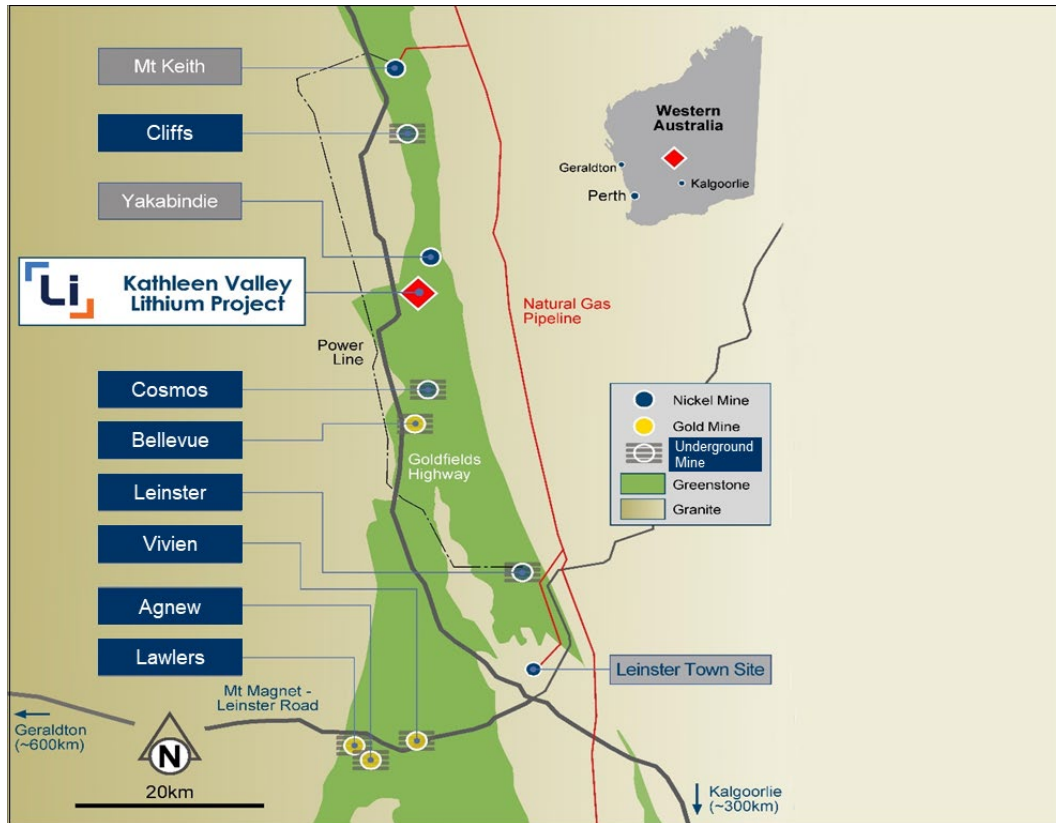 Mt Keith
Cliffs
Yakabindie
Li
Kathleen Valley
Lithium Project
Cosmos
Bellevue
Leinster
Vivien
Agnew
Lawlers
Western
Australia
Geraldton
Kalgoorlie
Perth
Natural Gas
Pipeline
Power
Line
Goldfields
Highway
Nickel Mine
Gold Mine
Underground
Mine
Greenstone
Granite
Leinster Town Site
Mt Magnet -
Leinster Road
Geraldton
(~600km)
N
20km
Kalgoorlie
(~300km)